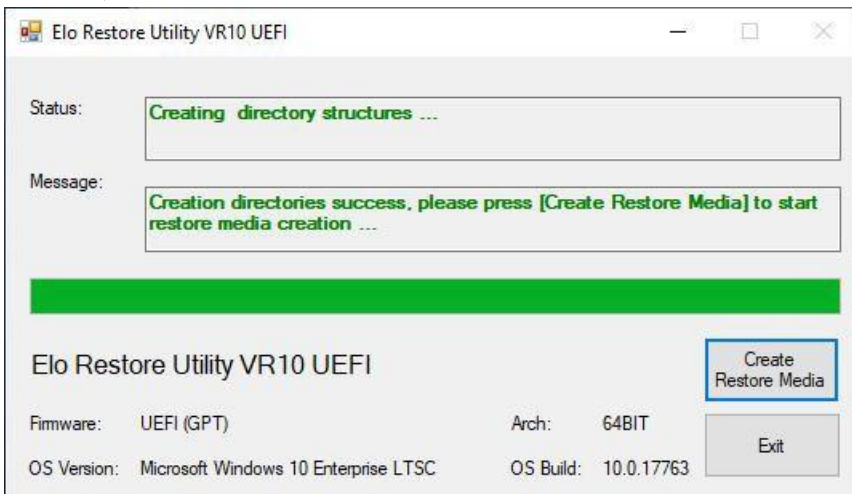 Elo Restore Utility VR10 UEFI
Status:
Creating directory structures ...
Message:
Creation directories success, please press [Create Restore Media] to start
restore media creation ...
Elo Restore Utility VR10 UEFI
Create
Restore Media
Firmware: UEFI (GPT) Arch: 64BIT
Exit
OS Version: Microsoft Windows 10 Enterprise LTSC OS Build: 10.0.17763